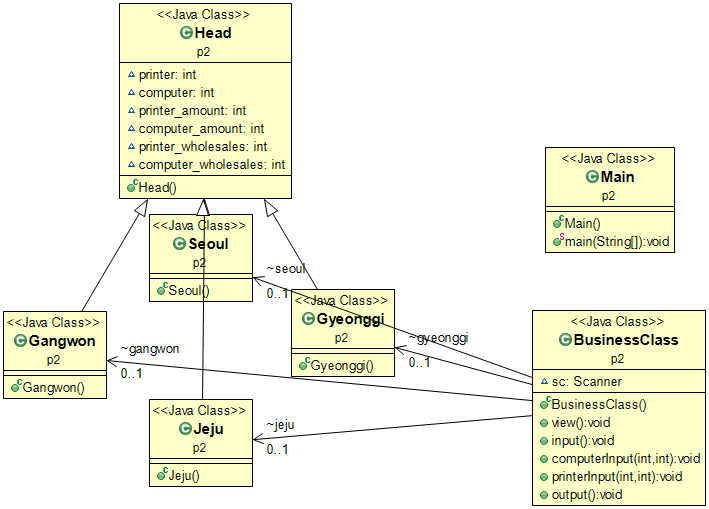 <<Java Class>>
Head
p2
printer: int
computer: int
printer_amount: int
computer_amount: int
printer_wholesales: int
computer_wholesales: int
Head()
<<Java Class>>
Main
p2
Main()
main(String[]):void
<<Java Class>>
Seoul
p2
Seoul()
~seoul
0..1
<<Java Class>>
Gyeonggi
p2
Gyeonggi()
~gyeonggi
0..1
<<Java Class>>
Gangwon
p2
Gangwon()
~gangwon
0..1
<<Java Class>>
BusinessClass
p2
sc: Scanner
BusinessClass()
view():void
input():void
computerInput(int,int):void
printerInput(int,int):void
output():void
<<Java Class>>
Jeju
p2
Jeju()
~jeju
0..1